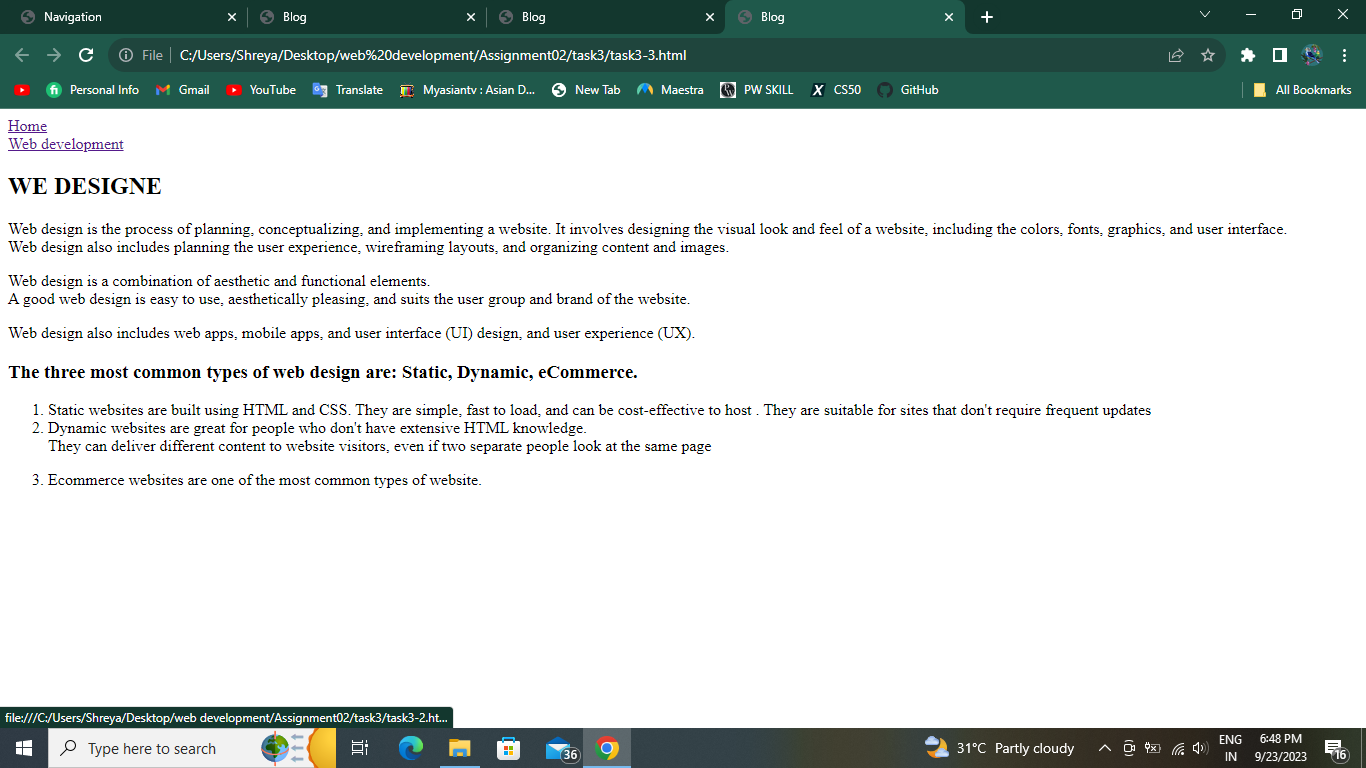 Navigation
Blog
Blog
Blog
File
C:/Users/Shreya/Desktop/web%20development/Assignment02/task3/task3-3.html
Personal Info
Gmail
YouTube
Translate
Myasiantv : Asian D...
New Tab
Maestra
PW SKILL
CS50
GitHub
All Bookmarks
Home
Web development
WE DESIGNE
Web design is the process of planning, conceptualizing, and implementing a website. It involves designing the visual look and feel of a website, including the colors, fonts, graphics, and user interface.
Web design also includes planning the user experience, wireframing layouts, and organizing content and images.
Web design is a combination of aesthetic and functional elements.
A good web design is easy to use, aesthetically pleasing, and suits the user group and brand of the website.
Web design also includes web apps, mobile apps, and user interface (UI) design, and user experience (UX).
The three most common types of web design are: Static, Dynamic, eCommerce.
1. Static websites are built using HTML and CSS. They are simple, fast to load, and can be cost-effective to host . They are suitable for sites that don't require frequent updates
2. Dynamic websites are great for people who don't have extensive HTML knowledge.
They can deliver different content to website visitors, even if two separate people look at the same page
3. Ecommerce websites are one of the most common types of website.
file:///C:/Users/Shreya/Desktop/web development/Assignment02/task3/task3-2.ht...
Type here to search
36
31°C Partly cloudy
ENG
IN
6:48 PM
9/23/2023
16